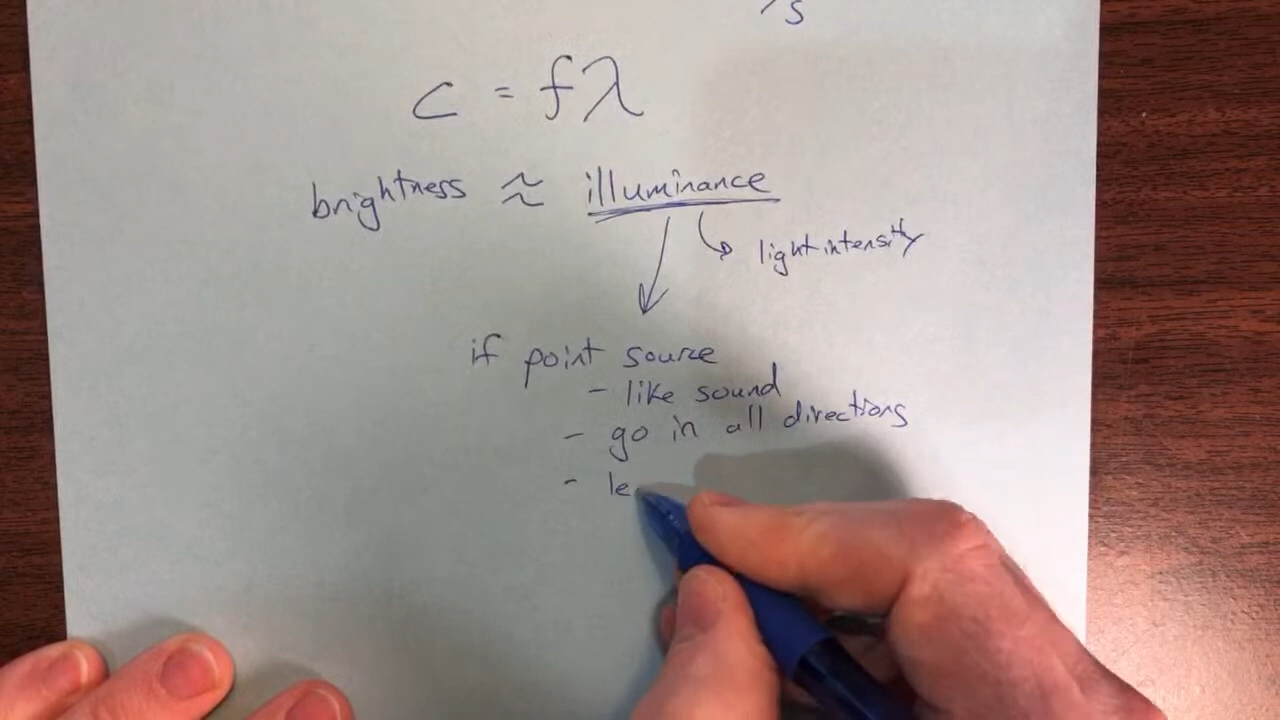 /s
c = fλ
brightness ≈ illuminance
light intensity
if point source
- like sound
- go in all directions
- le